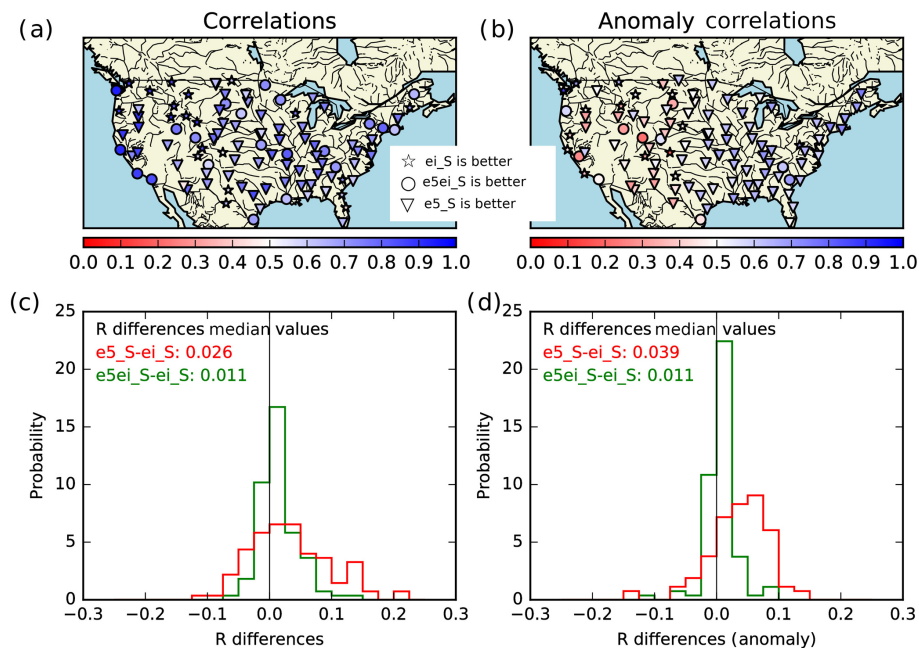 (a)
Correlations
(b)
Anomaly correlations
ei_S is better
e5ei_S is better
e5_S is better
0.0 0.1 0.2 0.3 0.4 0.5 0.6 0.7 0.8 0.9 1.0
0.0 0.1 0.2 0.3 0.4 0.5 0.6 0.7 0.8 0.9 1.0
(c)
R differences median values
e5_S-ei_S: 0.026
e5ei_S-ei_S: 0.011
25
20
15
10
5
0
Probability
−0.3 −0.2 −0.1 0.0 0.1 0.2 0.3
R differences
(d)
R differences median values
e5_S-ei_S: 0.039
e5ei_S-ei_S: 0.011
25
20
15
10
5
0
Probability
−0.3 −0.2 −0.1 0.0 0.1 0.2 0.3
R differences (anomaly)